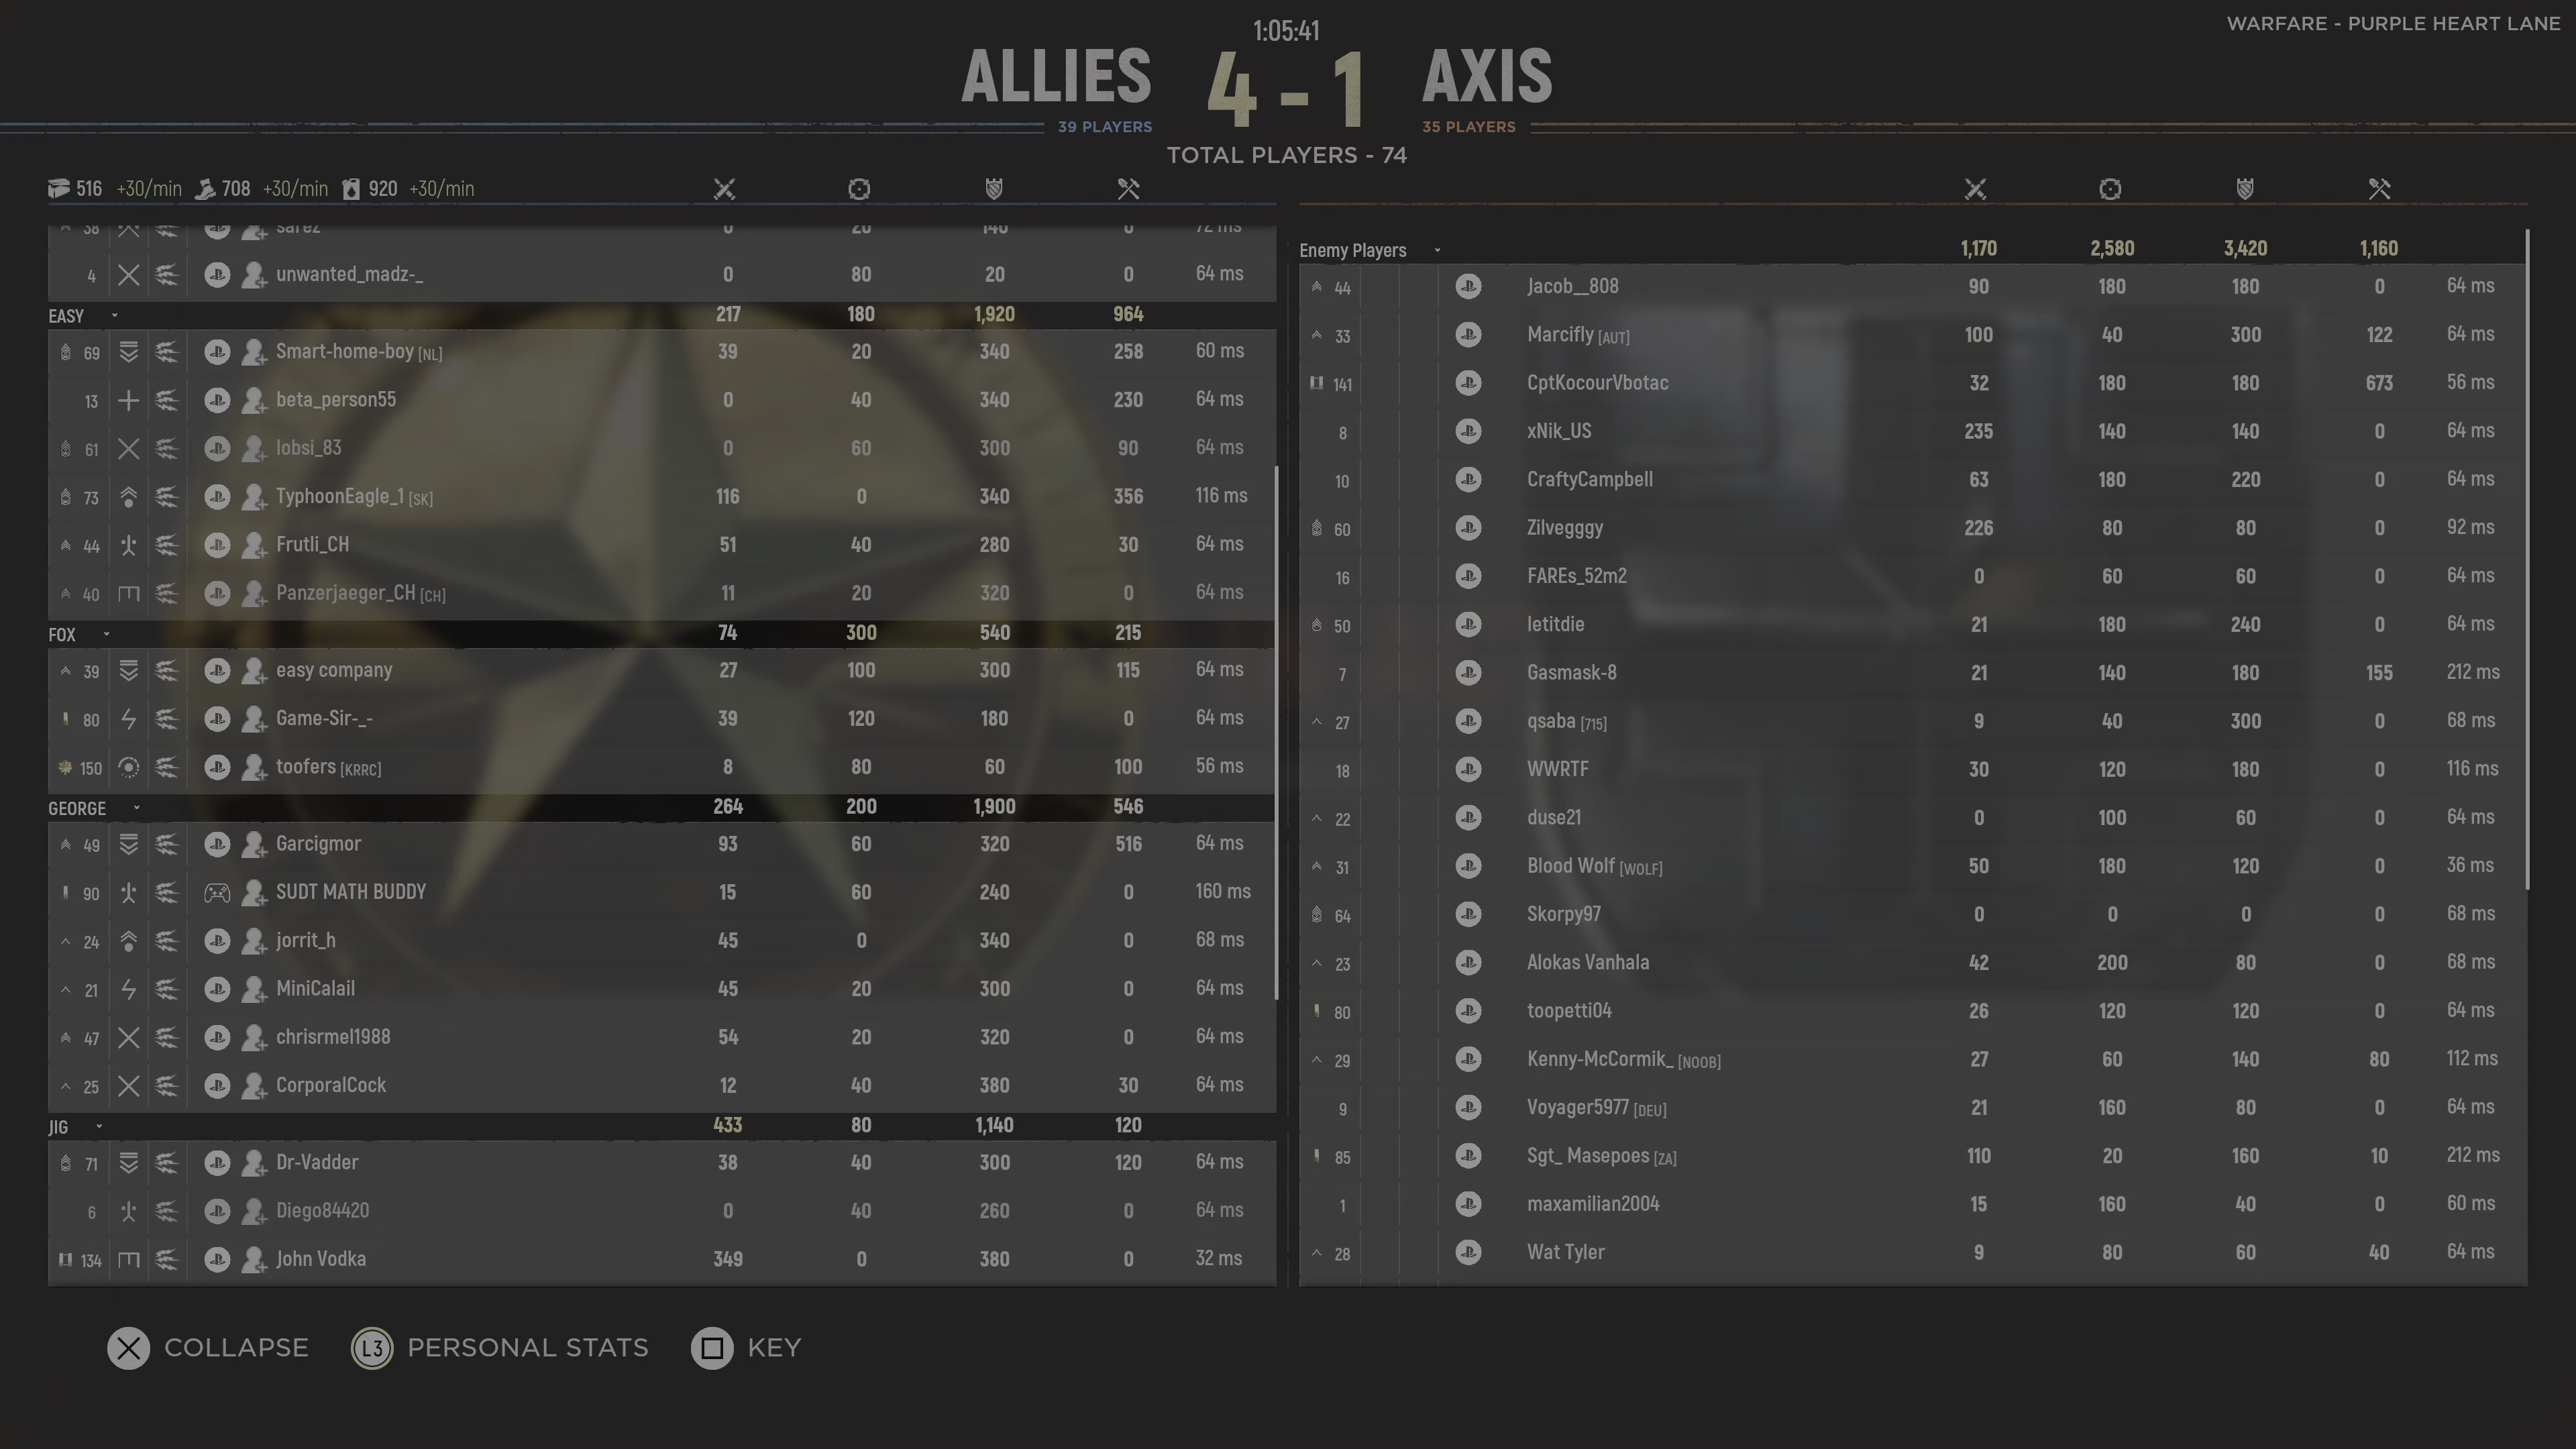 WARFARE - PURPLE HEART LANE
1:05:41
ALLIES 4 - 1 AXIS
39 PLAYERS 35 PLAYERS
TOTAL PLAYERS - 74
516 +30/min 708 +30/min 920 +30/min
38 sarez 0 20 140 0 72 ms
4 unwanted_madz-_ 0 80 20 0 64 ms
EASY 217 180 1,920 964
69 Smart-home-boy [NL] 39 20 340 258 60 ms
13 beta_person55 0 40 340 230 64 ms
61 lobsi_83 0 60 300 90 64 ms
73 TyphoonEagle_1 [SK] 116 0 340 356 116 ms
44 Frutli_CH 51 40 280 30 64 ms
40 Panzerjaeger_CH [CH] 11 20 320 0 64 ms
FOX 74 300 540 215
39 easy company 27 100 300 115 64 ms
80 Game-Sir-_- 39 120 180 0 64 ms
150 toofers [KRRC] 8 80 60 100 56 ms
GEORGE 264 200 1,900 546
49 Garcigmor 93 60 320 516 64 ms
90 SUDT MATH BUDDY 15 60 240 0 160 ms
24 jorrit_h 45 0 340 0 68 ms
21 MiniCalail 45 20 300 0 64 ms
47 chrisrmel1988 54 20 320 0 64 ms
25 CorporalCock 12 40 380 30 64 ms
JIG 433 80 1,140 120
71 Dr-Vadder 38 40 300 120 64 ms
6 Diego84420 0 40 260 0 64 ms
134 John Vodka 349 0 380 0 32 ms
Enemy Players 1,170 2,580 3,420 1,160
44 Jacob__808 90 180 180 0 64 ms
33 Marcifly [AUT] 100 40 300 122 64 ms
141 CptKocourVbotac 32 180 180 673 56 ms
8 xNik_US 235 140 140 0 64 ms
10 CraftyCampbell 63 180 220 0 64 ms
60 Zilvegggy 226 80 80 0 92 ms
16 FAREs_52m2 0 60 60 0 64 ms
50 letitdie 21 180 240 0 64 ms
7 Gasmask-8 21 140 180 155 212 ms
27 qsaba [715] 9 40 300 0 68 ms
18 WWRTF 30 120 180 0 116 ms
22 duse21 0 100 60 0 64 ms
31 Blood Wolf [WOLF] 50 180 120 0 36 ms
64 Skorpy97 0 0 0 0 68 ms
23 Alokas Vanhala 42 200 80 0 68 ms
80 toopetti04 26 120 120 0 64 ms
29 Kenny-McCormik_ [NOOB] 27 60 140 80 112 ms
9 Voyager5977 [DEU] 21 160 80 0 64 ms
85 Sgt_ Masepoes [ZA] 110 20 160 10 212 ms
1 maxamilian2004 15 160 40 0 60 ms
28 Wat Tyler 9 80 60 40 64 ms
COLLAPSE L3 PERSONAL STATS KEY